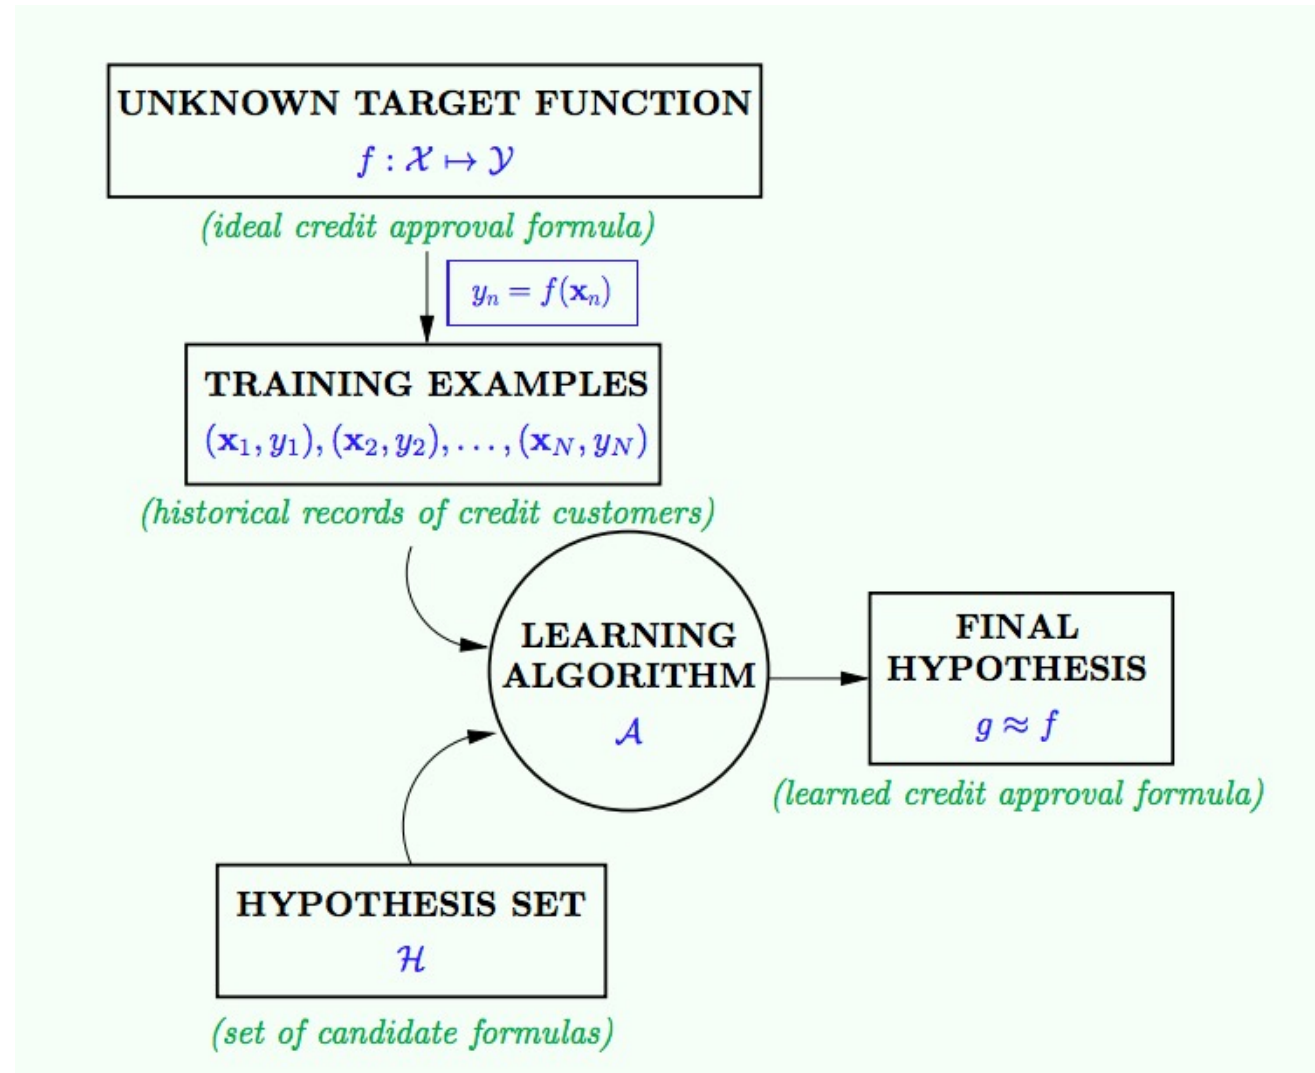 UNKNOWN TARGET FUNCTION
f : 𝒳 ↦ 𝒴
(ideal credit approval formula)
yₙ = f(𝐱ₙ)
TRAINING EXAMPLES
(𝐱₁, y₁), (𝐱₂, y₂), . . . , (𝐱_N, y_N)
(historical records of credit customers)
LEARNING
ALGORITHM
𝒜
FINAL
HYPOTHESIS
g ≈ f
(learned credit approval formula)
HYPOTHESIS SET
ℋ
(set of candidate formulas)